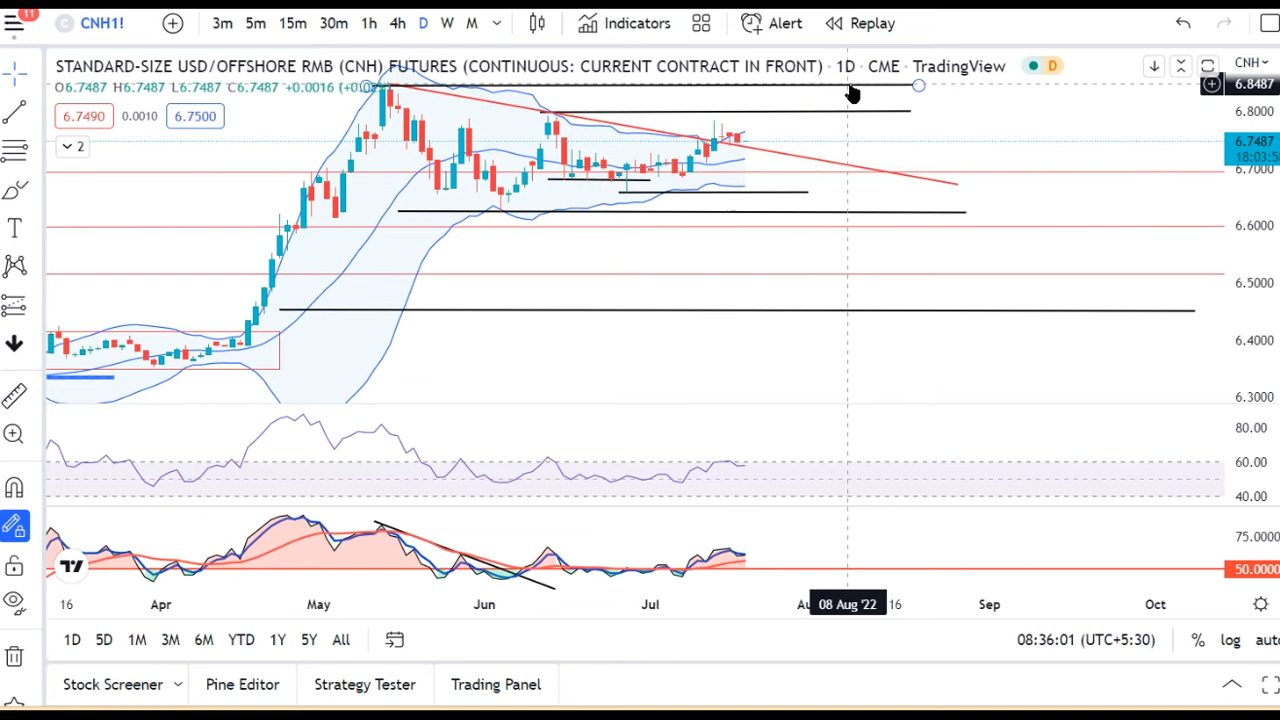 11
C CNH1!
3m 5m 15m 30m 1h 4h D W M Indicators Alert Replay
STANDARD-SIZE USD/OFFSHORE RMB (CNH) FUTURES (CONTINUOUS: CURRENT CONTRACT IN FRONT) · 1D · CME · TradingView D
O6.7487 H6.7487 L6.7487 C6.7487 +0.0016
6.7490 0.0010 6.7500
2
CNH
6.8487
6.8000
6.7487
18:03:5
6.7000
6.6000
6.5000
6.4000
6.3000
80.00
60.00
40.00
75.0000
50.0000
16 Apr May Jun Jul 08 Aug '22 16 Sep Oct
1D 5D 1M 3M 6M YTD 1Y 5Y All 08:36:01 (UTC+5:30) % log auto
Stock Screener Pine Editor Strategy Tester Trading Panel